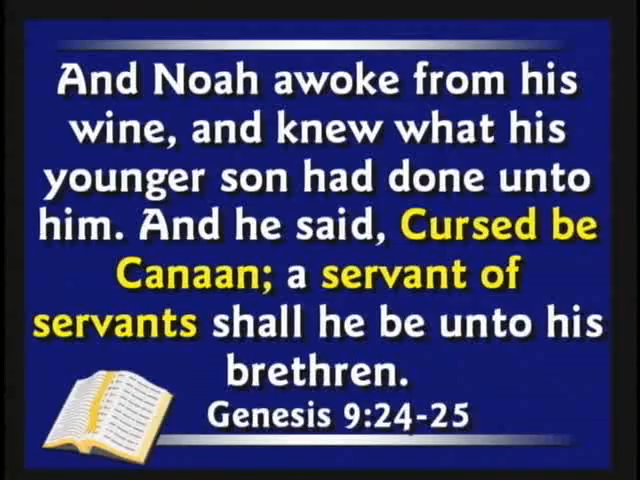 And Noah awoke from his
wine, and knew what his
younger son had done unto
him. And he said, Cursed be
Canaan; a servant of
servants shall he be unto his
brethren.
Genesis 9:24-25